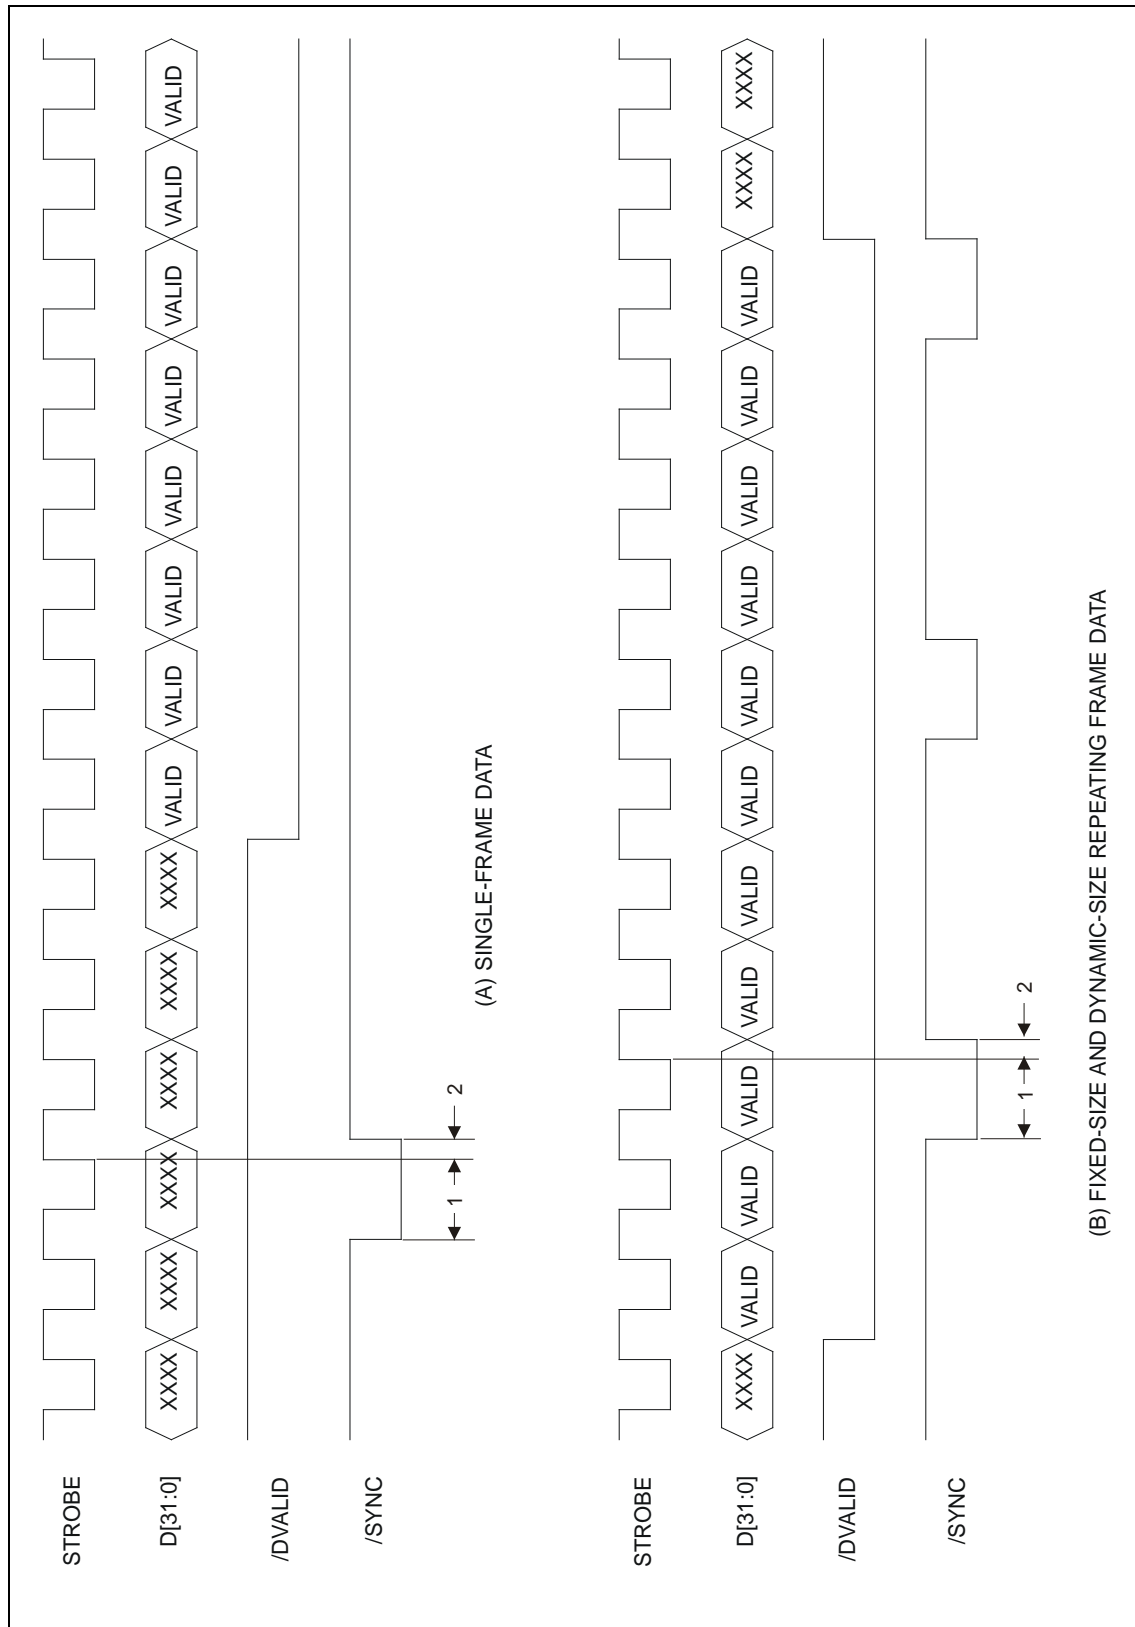 STROBE
D[31:0] XXXX XXXX XXXX XXXX XXXX XXXX VALID VALID VALID VALID VALID VALID VALID VALID
/DVALID
/SYNC
1 2
(A) SINGLE-FRAME DATA
STROBE
D[31:0] XXXX VALID VALID VALID VALID VALID VALID VALID VALID VALID VALID VALID XXXX XXXX
/DVALID
/SYNC
1 2
(B) FIXED-SIZE AND DYNAMIC-SIZE REPEATING FRAME DATA